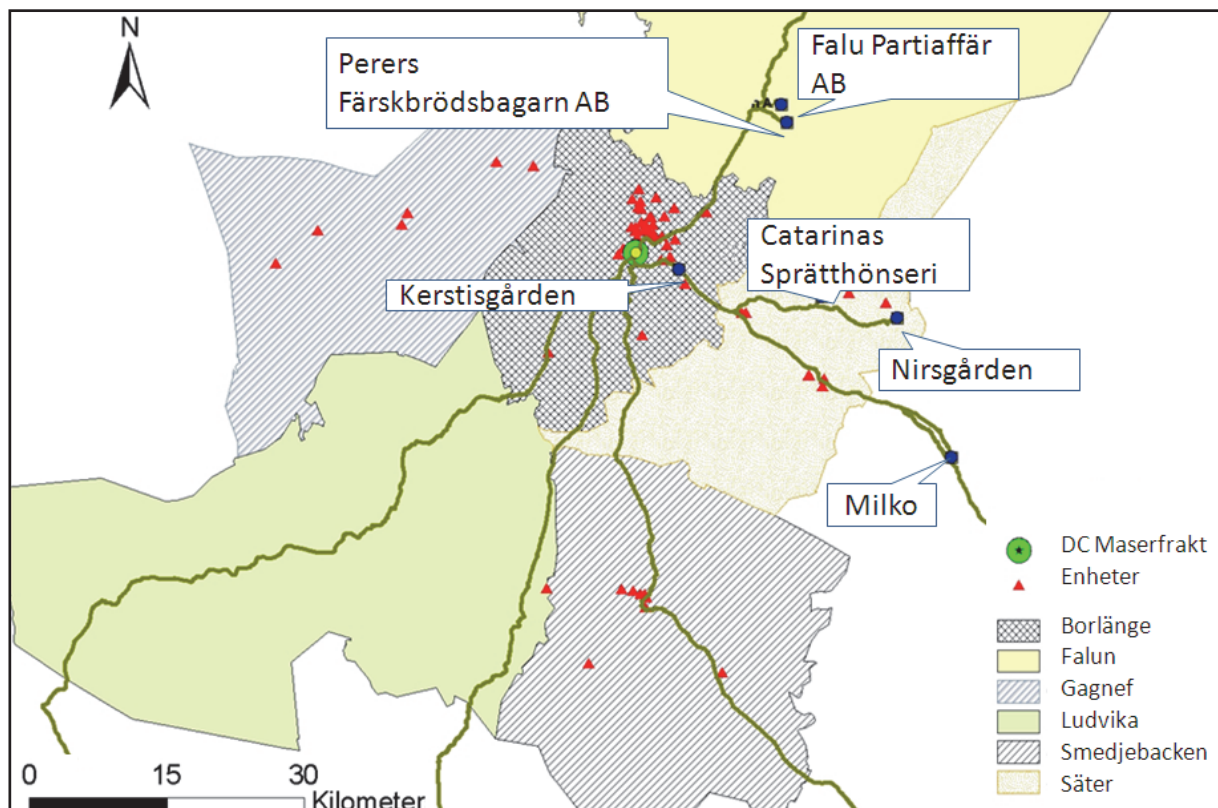 N
Perers
Färskbrödsbagarn AB
Falu Partiaffär
AB
Catarinas
Sprätthönseri
Kerstisgården
Nirsgården
Milko
DC Maserfrakt
Enheter
Borlänge
Falun
Gagnef
Ludvika
Smedjebacken
Säter
0 15 30
Kilometer